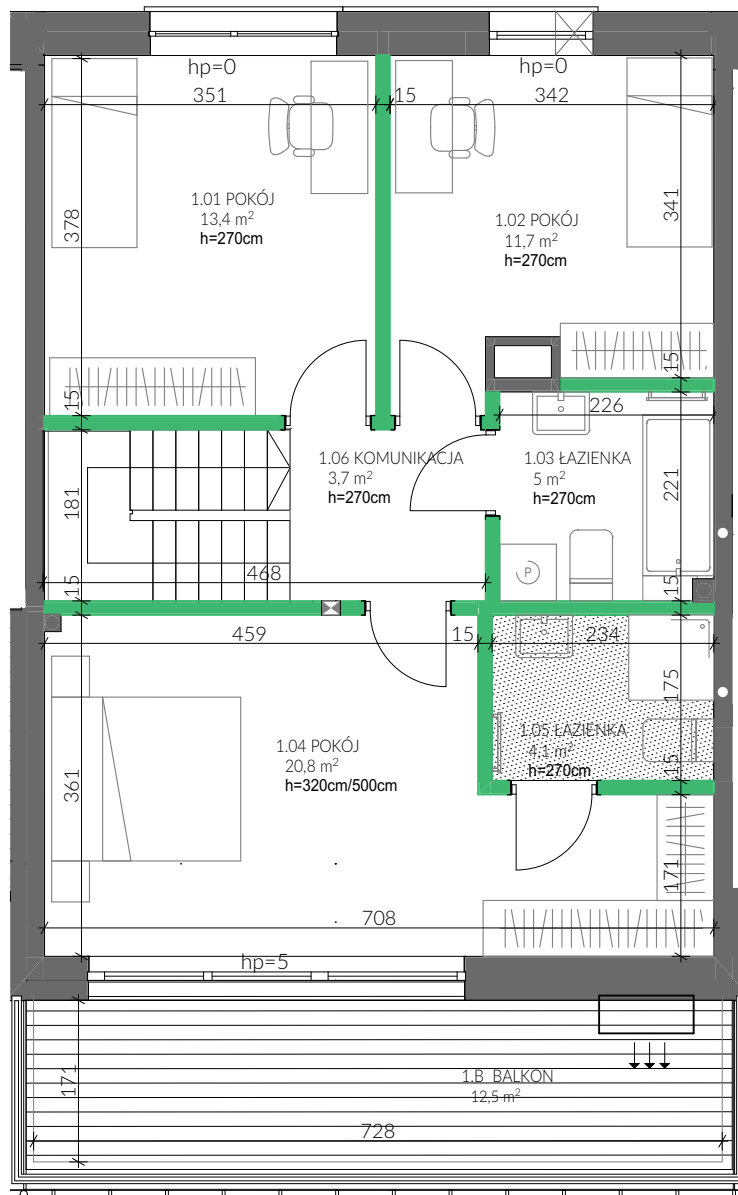 hp=0
hp=0
351
15
342
378
341
1.01 POKÓJ
13,4 m²
h=270cm
1.02 POKÓJ
11,7 m²
h=270cm
15
15
226
1.06 KOMUNIKACJA
3,7 m²
h=270cm
1.03 ŁAZIENKA
5 m²
h=270cm
181
221
P
468
15
15
459
15
234
175
1.05 ŁAZIENKA
4.1 m²
h=270cm
15
1.04 POKÓJ
20,8 m²
h=320cm/500cm
361
171
708
hp=5
171
1.B BALKON
12,5 m²
728